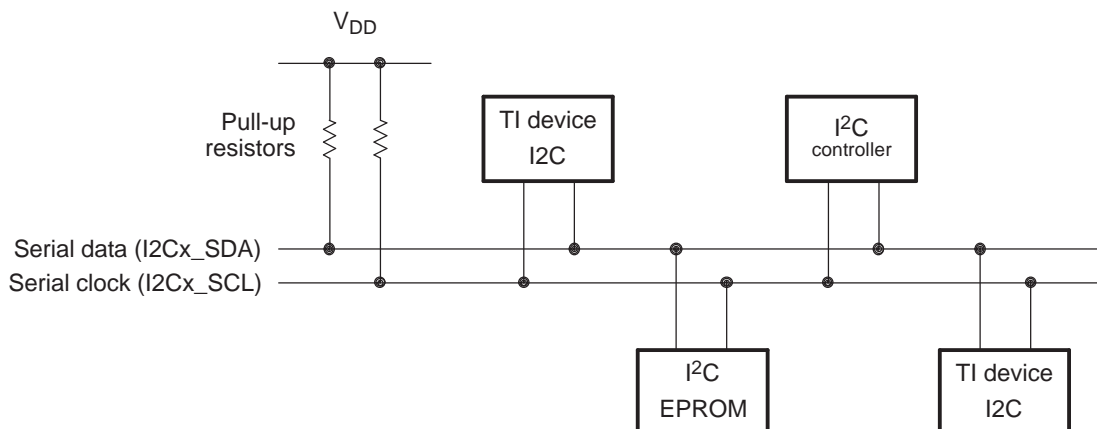 VDD
Pull-up
resistors
TI device
I2C
I2C
controller
Serial data (I2Cx_SDA)
Serial clock (I2Cx_SCL)
I2C
EPROM
TI device
I2C